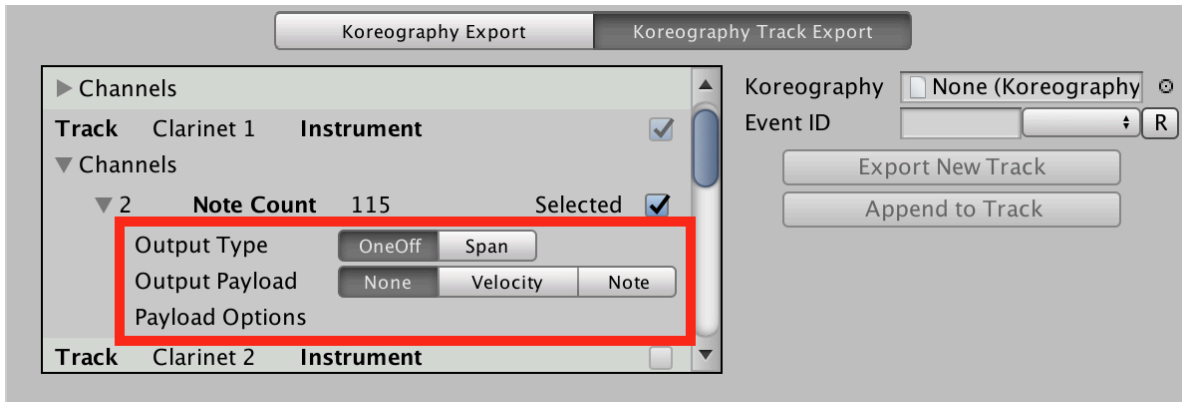 Koreography Export Koreography Track Export
Channels
Track Clarinet 1 Instrument
Channels
2 Note Count 115 Selected
Output Type OneOff Span
Output Payload None Velocity Note
Payload Options
Track Clarinet 2 Instrument
Koreography None (Koreography
Event ID R
Export New Track
Append to Track